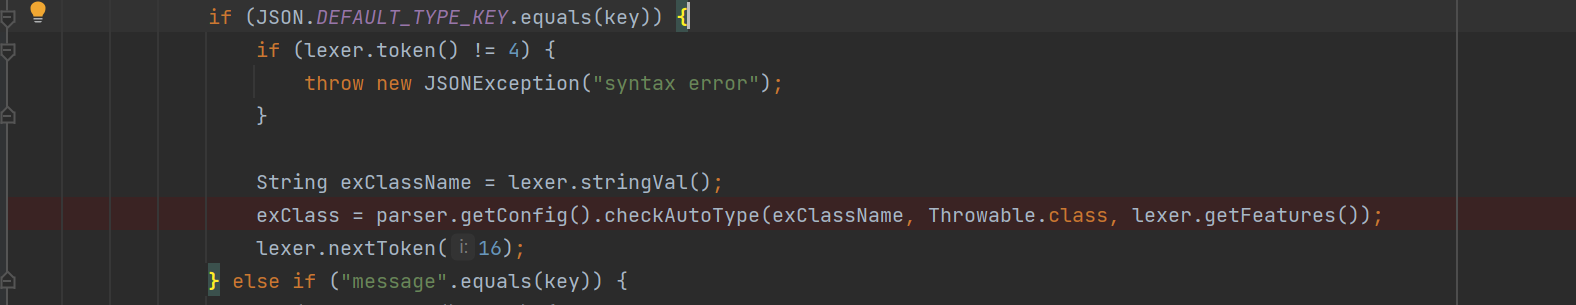 if (JSON.DEFAULT_TYPE_KEY.equals(key)) {
if (lexer.token() != 4) {
throw new JSONException("syntax error");
}
String exClassName = lexer.stringVal();
exClass = parser.getConfig().checkAutoType(exClassName, Throwable.class, lexer.getFeatures());
lexer.nextToken( i: 16);
} else if ("message".equals(key)) {